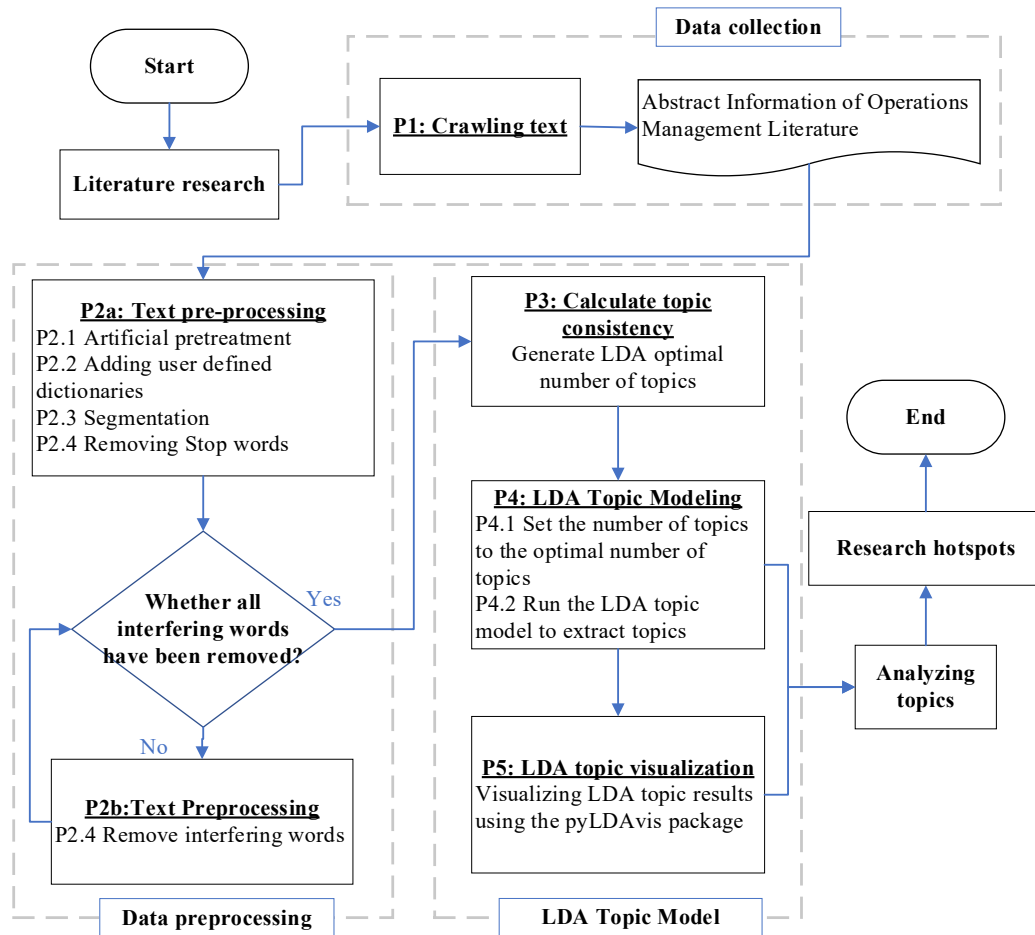 Data collection
Start
P1: Crawling text
Abstract Information of Operations
Management Literature
Literature research
P2a: Text pre-processing
P2.1 Artificial pretreatment
P2.2 Adding user defined
dictionaries
P2.3 Segmentation
P2.4 Removing Stop words
Whether all
interfering words
have been removed?
Yes
No
P2b:Text Preprocessing
P2.4 Remove interfering words
Data preprocessing
P3: Calculate topic
consistency
Generate LDA optimal
number of topics
P4: LDA Topic Modeling
P4.1 Set the number of topics
to the optimal number of
topics
P4.2 Run the LDA topic
model to extract topics
P5: LDA topic visualization
Visualizing LDA topic results
using the pyLDAvis package
LDA Topic Model
Analyzing
topics
Research hotspots
End